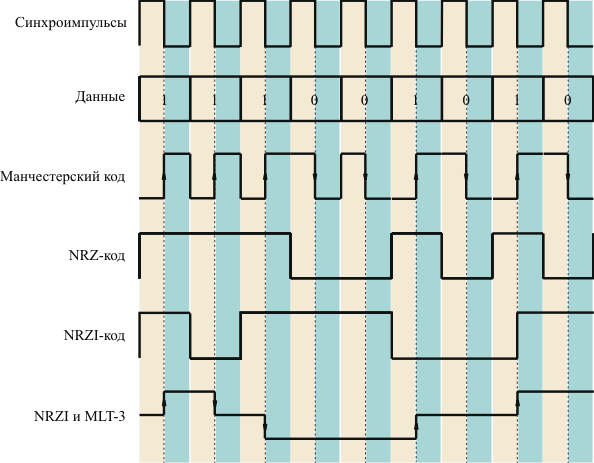 Синхроимпульсы
Данные 1 1 1 0 0 1 0 1 0
Манчестерский код
NRZ-код
NRZI-код
NRZI и MLT-3